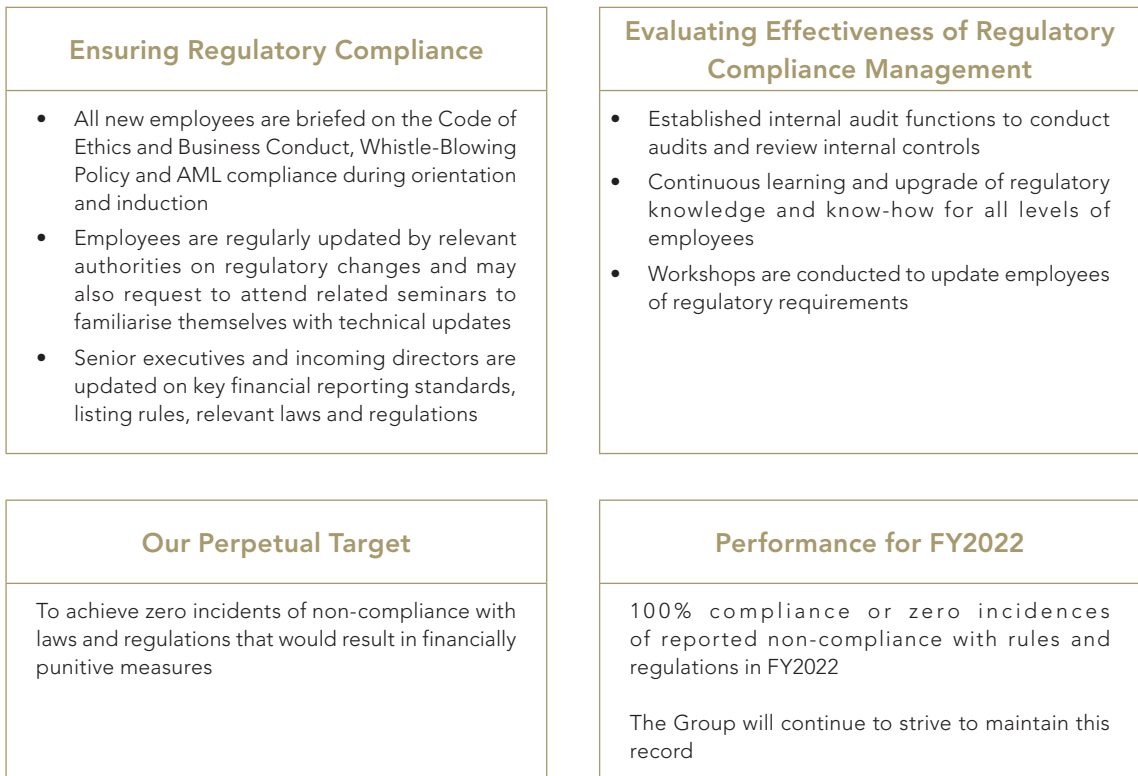 Ensuring Regulatory Compliance
• All new employees are briefed on the Code of
Ethics and Business Conduct, Whistle-Blowing
Policy and AML compliance during orientation
and induction
• Employees are regularly updated by relevant
authorities on regulatory changes and may
also request to attend related seminars to
familiarise themselves with technical updates
• Senior executives and incoming directors are
updated on key financial reporting standards,
listing rules, relevant laws and regulations
Evaluating Effectiveness of Regulatory
Compliance Management
• Established internal audit functions to conduct
audits and review internal controls
• Continuous learning and upgrade of regulatory
knowledge and know-how for all levels of
employees
• Workshops are conducted to update employees
of regulatory requirements
Our Perpetual Target
To achieve zero incidents of non-compliance with
laws and regulations that would result in financially
punitive measures
Performance for FY2022
100% compliance or zero incidences
of reported non-compliance with rules and
regulations in FY2022
The Group will continue to strive to maintain this
record